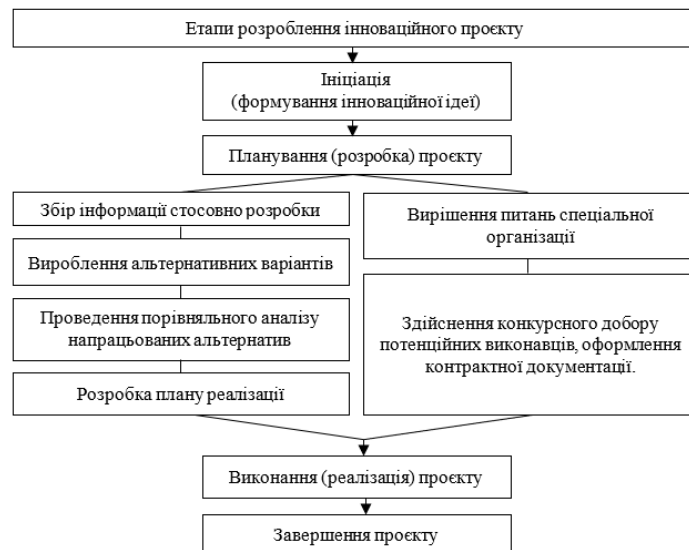 Етапи розроблення інноваційного проєкту
Ініціація
(формування інноваційної ідеї)
Планування (розробка) проєкту
Збір інформації стосовно розробки
Вироблення альтернативних варіантів
Проведення порівняльного аналізу
напрацьованих альтернатив
Розробка плану реалізації
Вирішення питань спеціальної
організації
Здійснення конкурсного добору
потенційних виконавців, оформлення
контрактної документації.
Виконання (реалізація) проєкту
Завершення проєкту